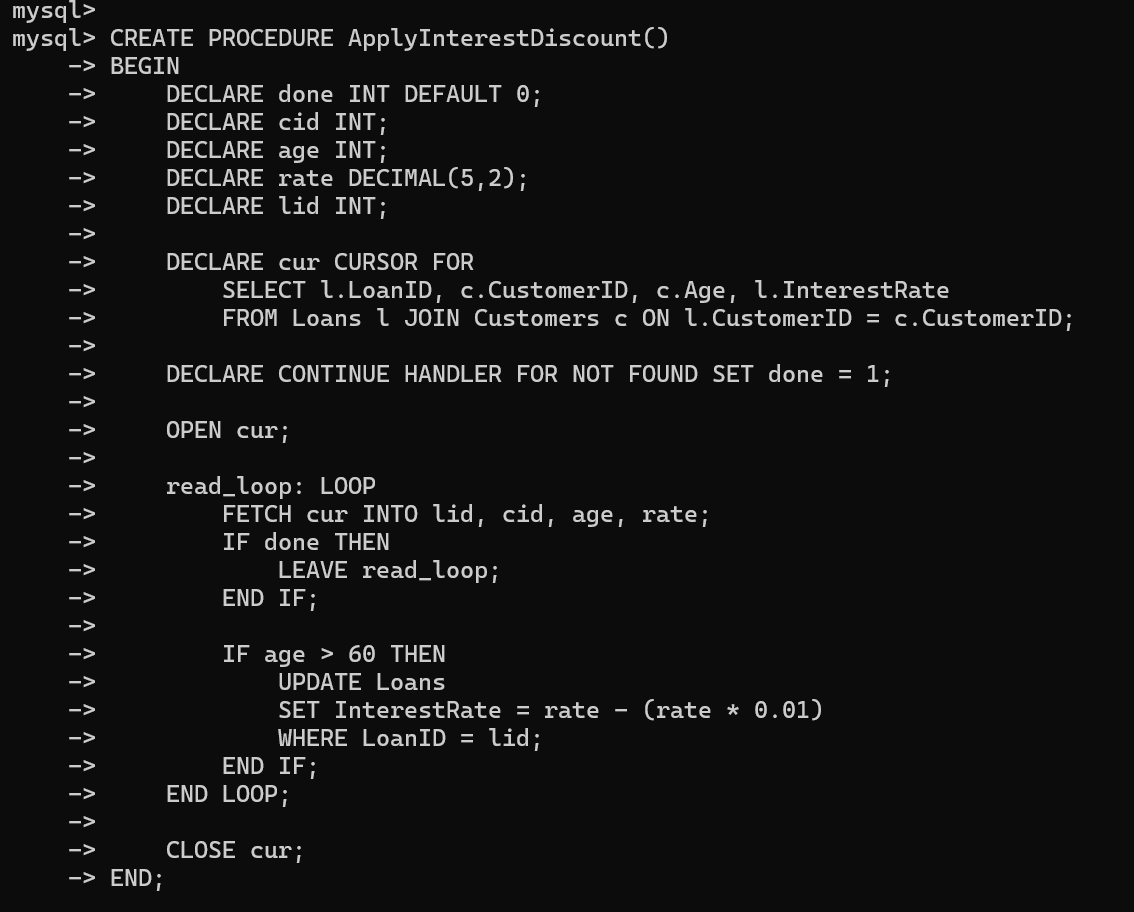 mysql>
mysql> CREATE PROCEDURE ApplyInterestDiscount()
    -> BEGIN
    ->     DECLARE done INT DEFAULT 0;
    ->     DECLARE cid INT;
    ->     DECLARE age INT;
    ->     DECLARE rate DECIMAL(5,2);
    ->     DECLARE lid INT;
    ->
    ->     DECLARE cur CURSOR FOR
    ->         SELECT l.LoanID, c.CustomerID, c.Age, l.InterestRate
    ->         FROM Loans l JOIN Customers c ON l.CustomerID = c.CustomerID;
    ->
    ->     DECLARE CONTINUE HANDLER FOR NOT FOUND SET done = 1;
    ->
    ->     OPEN cur;
    ->
    ->     read_loop: LOOP
    ->         FETCH cur INTO lid, cid, age, rate;
    ->         IF done THEN
    ->             LEAVE read_loop;
    ->         END IF;
    ->
    ->         IF age > 60 THEN
    ->             UPDATE Loans
    ->             SET InterestRate = rate - (rate * 0.01)
    ->             WHERE LoanID = lid;
    ->         END IF;
    ->     END LOOP;
    ->
    ->     CLOSE cur;
    -> END;